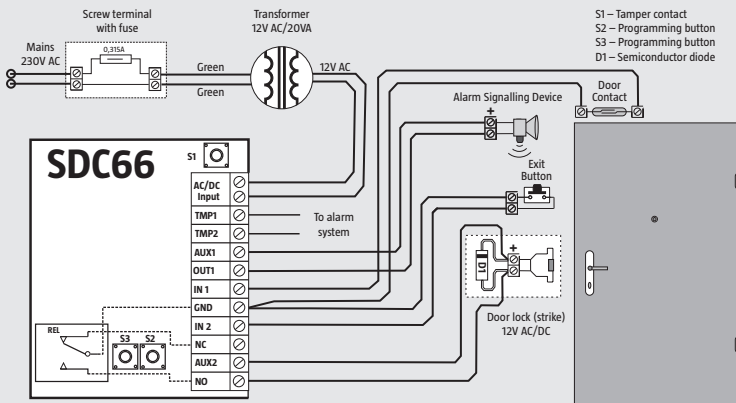 Screw terminal
with fuse
Mains
230V AC
0,315A
Green
Green
Transformer
12V AC/20VA
12V AC
S1 – Tamper contact
S2 – Programming button
S3 – Programming button
D1 – Semiconductor diode
Door
Contact
Alarm Signalling Device
+
Exit
Button
+
D1
Door lock (strike)
12V AC/DC
SDC66
S1
AC/DC
Input
TMP1
TMP2
To alarm
system
AUX1
OUT1
IN 1
GND
IN 2
NC
AUX2
NO
REL
S3
S2